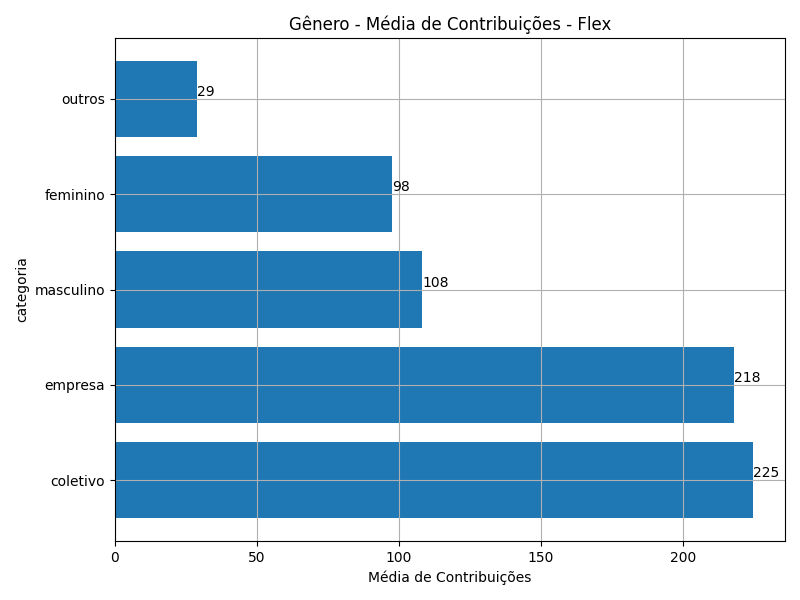 Gênero - Média de Contribuições - Flex
outros
29
feminino
98
masculino
108
empresa
218
coletivo
225
categoria
0 50 100 150 200
Média de Contribuições